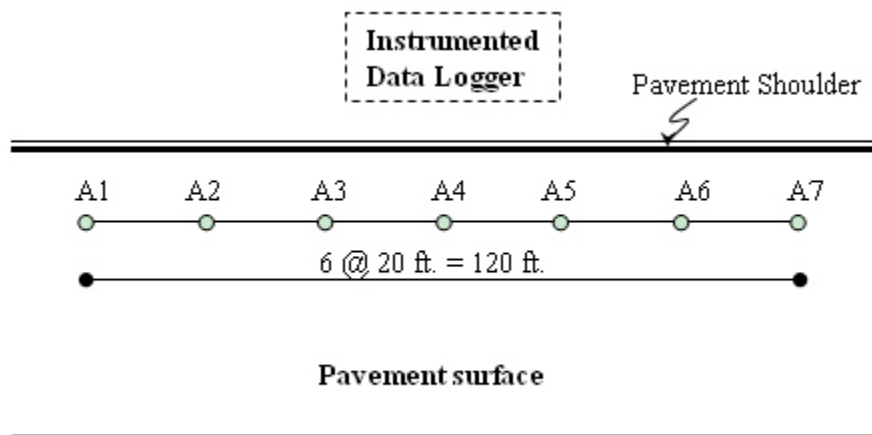 Instrumented
Data Logger
Pavement Shoulder
A1 A2 A3 A4 A5 A6 A7
6 @ 20 ft. = 120 ft.
Pavement surface